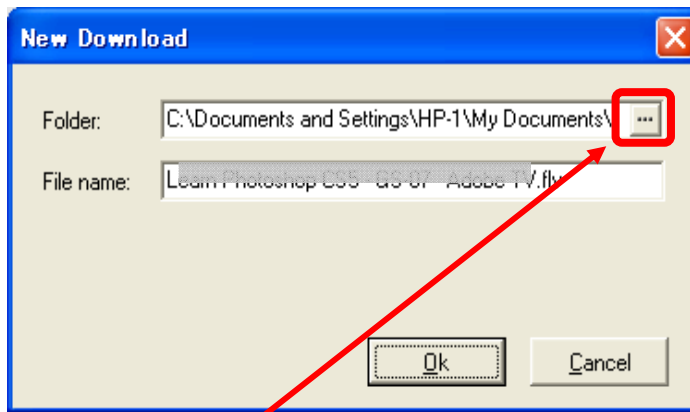 New Download
Folder:
C:\Documents and Settings\HP-1\My Documents\
...
File name:
Learn Photoshop CS5 - GS-07 - Adobe TV.flv
Ok
Cancel